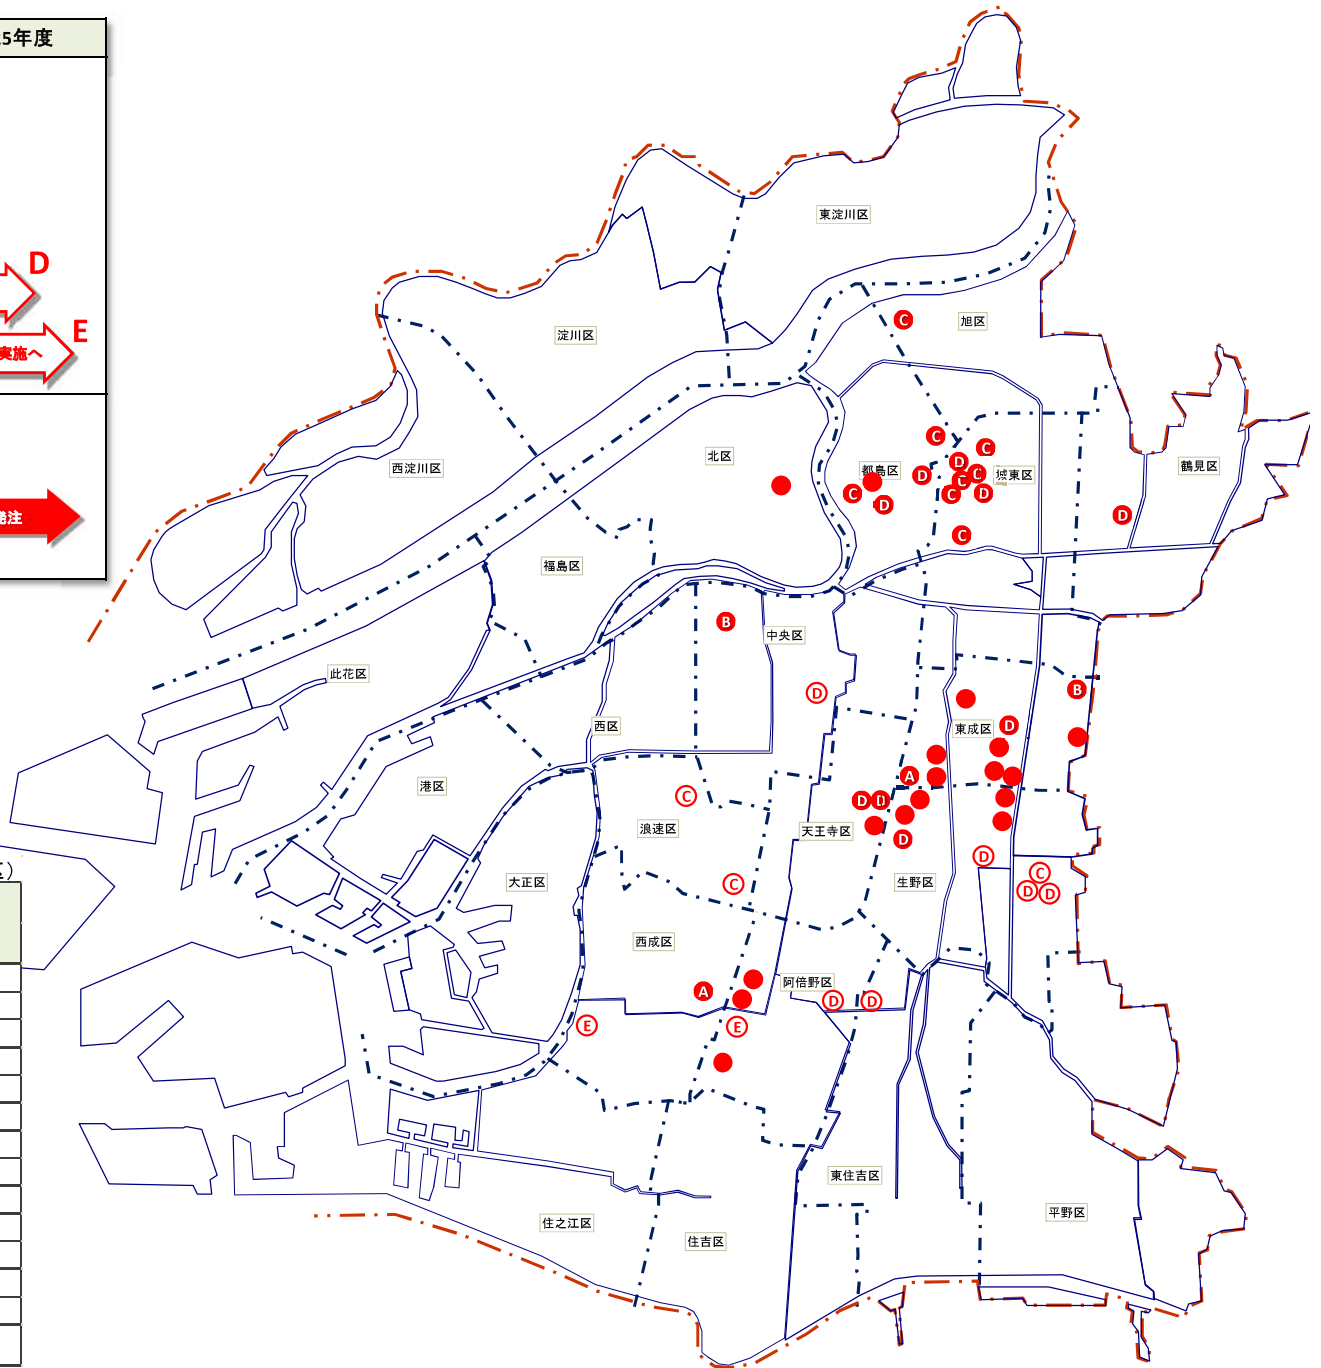 5年度
D
E
実施へ
発注
東淀川区
淀川区
C
旭区
北区
西淀川区
C
C
D
都島区
D
C
C
城東区
鶴見区
C
D
C
D
D
C
福島区
B
中央区
此花区
D
B
西区
東成区
D
港区
A
C
D
D
浪速区
天王寺区
D
D
大正区
C
生野区
C
D
D
西成区
A
阿倍野区
D
D
E
E
東住吉区
住之江区
住吉区
平野区
区)